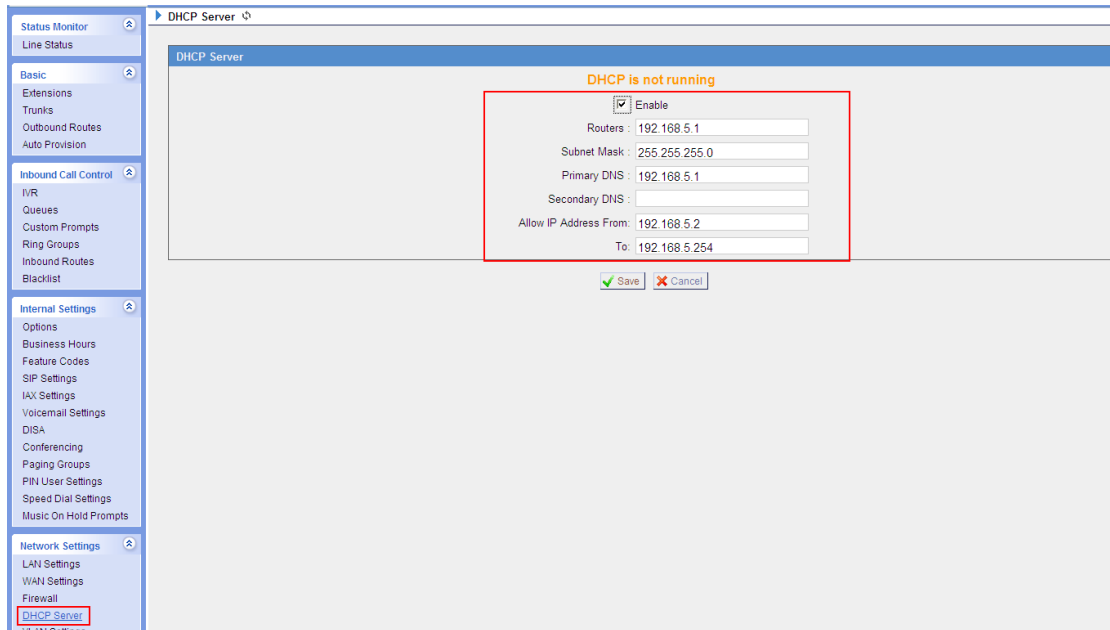 Status Monitor
Line Status
Basic
Extensions
Trunks
Outbound Routes
Auto Provision
Inbound Call Control
IVR
Queues
Custom Prompts
Ring Groups
Inbound Routes
Blacklist
Internal Settings
Options
Business Hours
Feature Codes
SIP Settings
IAX Settings
Voicemail Settings
DISA
Conferencing
Paging Groups
PIN User Settings
Speed Dial Settings
Music On Hold Prompts
Network Settings
LAN Settings
WAN Settings
Firewall
DHCP Server
DHCP Server
DHCP Server
DHCP is not running
Enable
Routers : 192.168.5.1
Subnet Mask : 255.255.255.0
Primary DNS : 192.168.5.1
Secondary DNS :
Allow IP Address From: 192.168.5.2
To: 192.168.5.254
Save Cancel